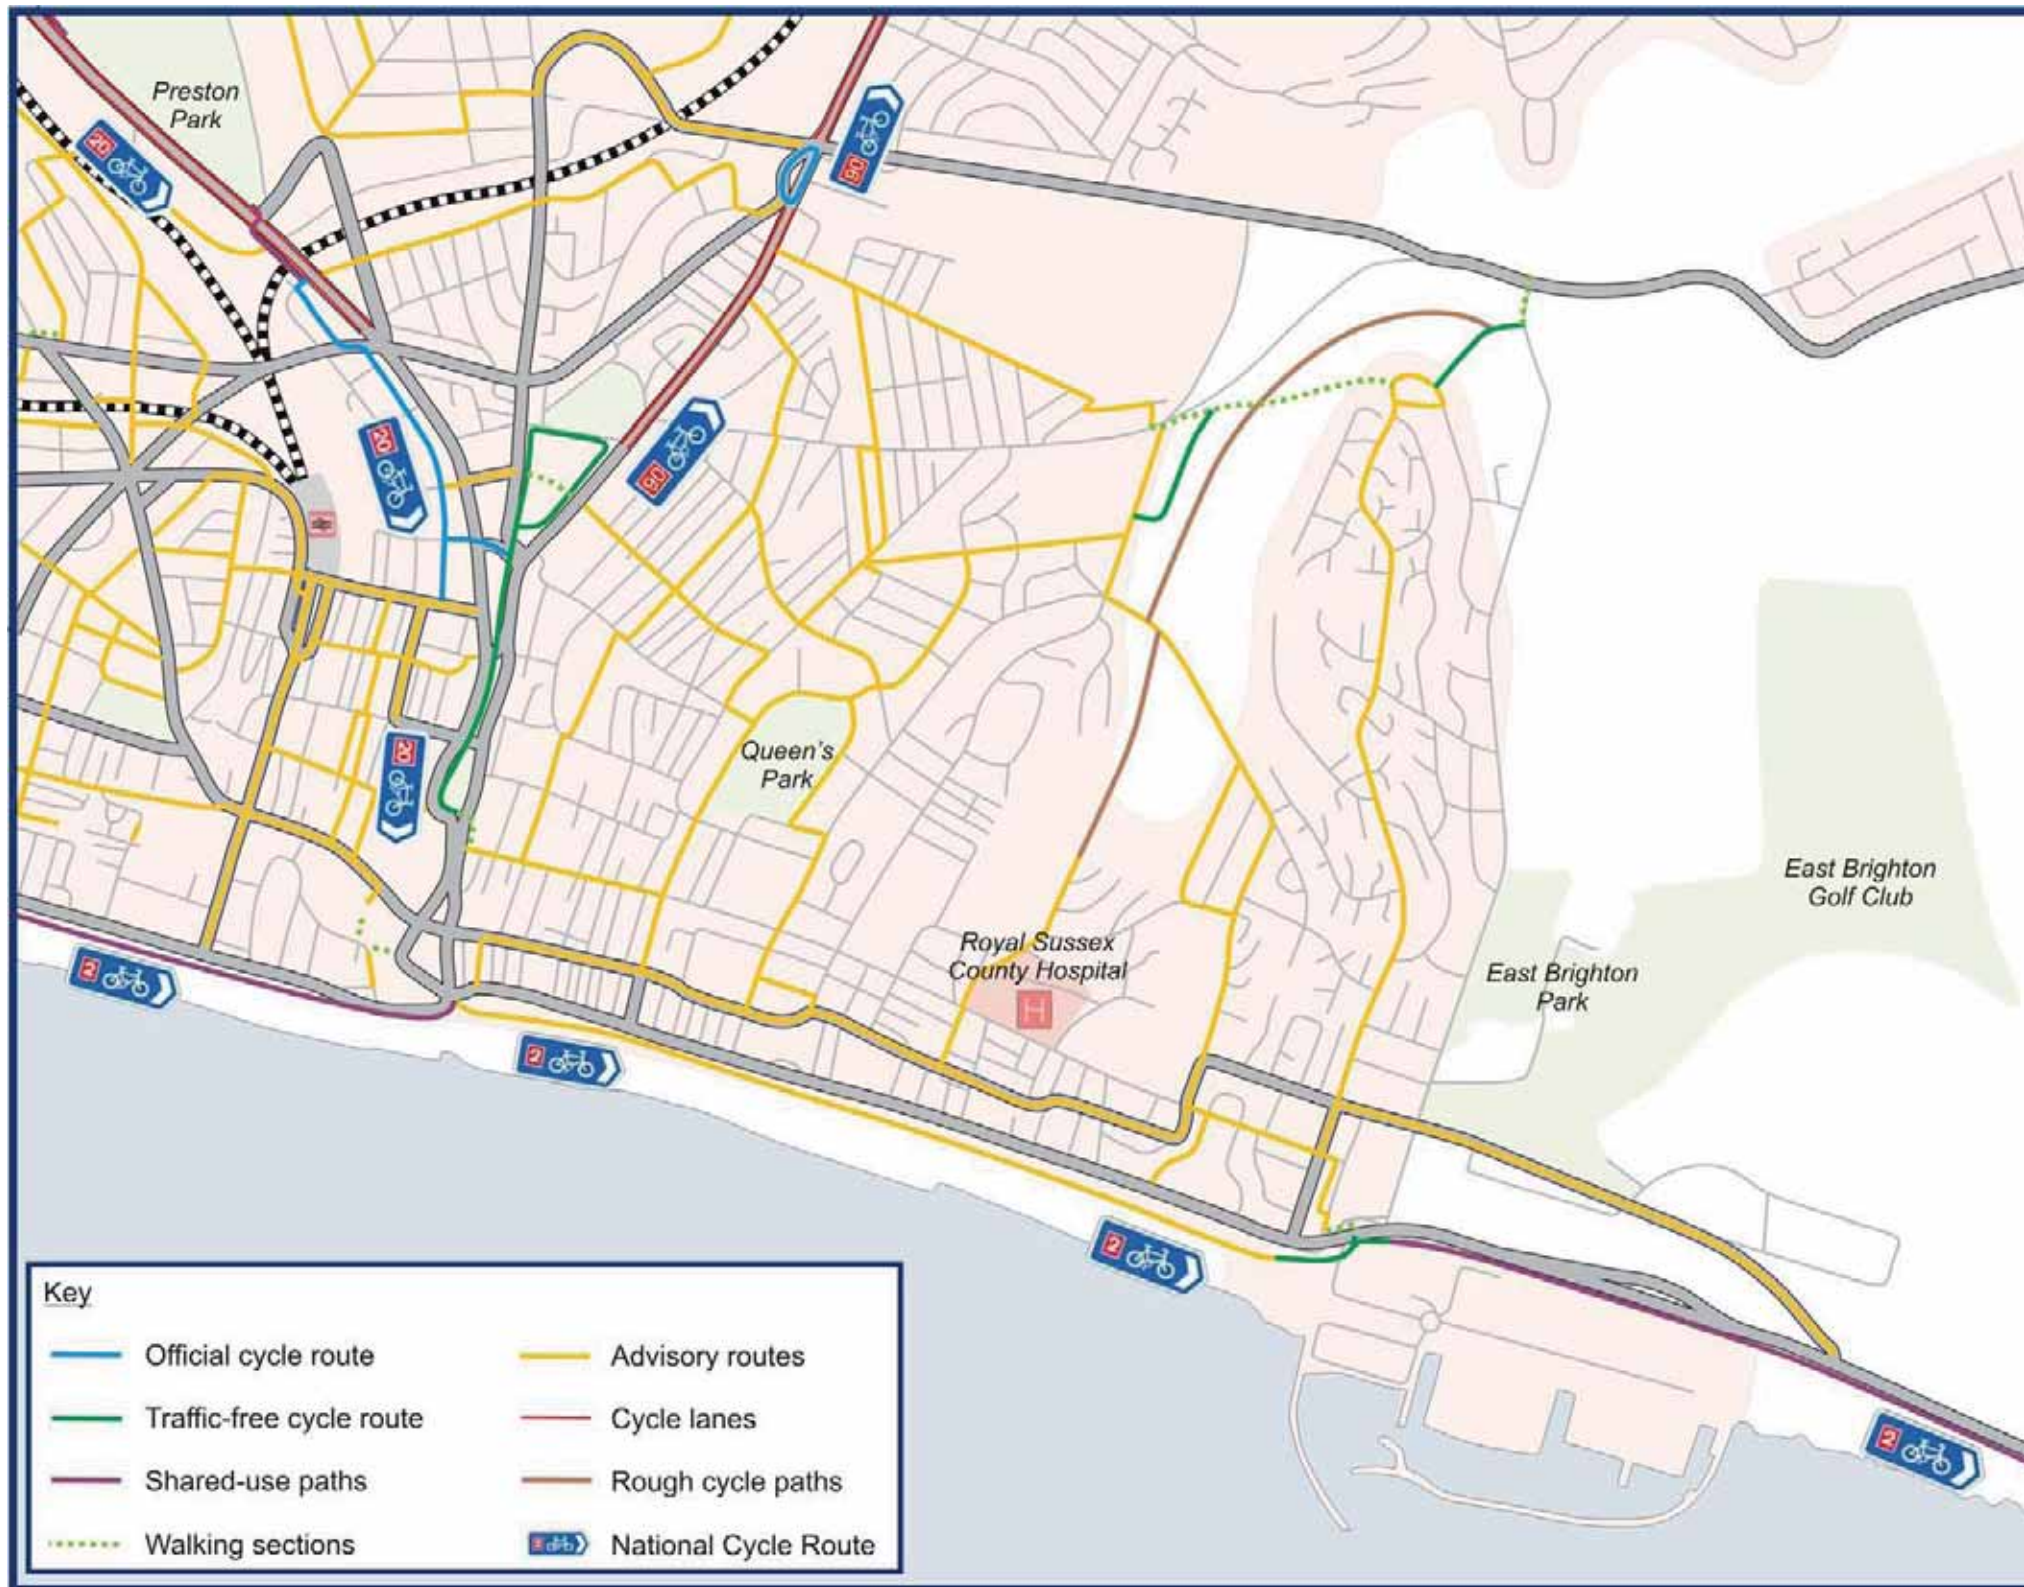 Preston
Park
20
90
20
90
20
Queen's
Park
East Brighton
Golf Club
Royal Sussex
County Hospital
H
East Brighton
Park
2
2
2
2
Key
Official cycle route
Advisory routes
Traffic-free cycle route
Cycle lanes
Shared-use paths
Rough cycle paths
Walking sections
National Cycle Route